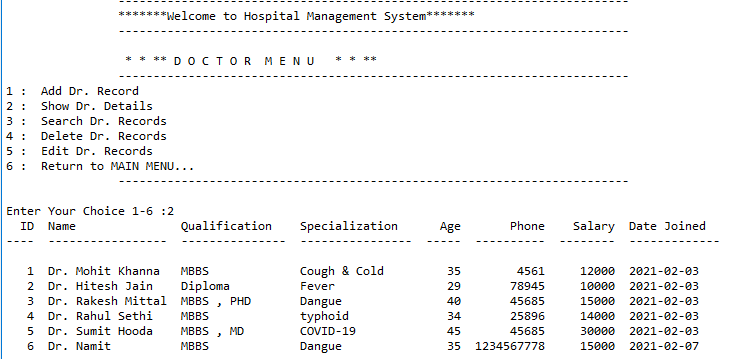 -------------------------------------------------------------------------
*******Welcome to Hospital Management System*******
-------------------------------------------------------------------------
* * ** D O C T O R  M E N U   * * **
-------------------------------------------------------------------------
1 :  Add Dr. Record
2 :  Show Dr. Details
3 :  Search Dr. Records
4 :  Delete Dr. Records
5 :  Edit Dr. Records
6 :  Return to MAIN MENU...
-------------------------------------------------------------------------
Enter Your Choice 1-6 :2
  ID  Name               Qualification    Specialization    Age       Phone    Salary  Date Joined
----  -----------------  ---------------  ----------------  -----  ----------  --------  -------------
   1  Dr. Mohit Khanna   MBBS             Cough & Cold       35        4561     12000  2021-02-03
   2  Dr. Hitesh Jain    Diploma          Fever              29       78945     10000  2021-02-03
   3  Dr. Rakesh Mittal  MBBS , PHD       Dangue             40       45685     15000  2021-02-03
   4  Dr. Rahul Sethi    MBBS             typhoid            34       25896     14000  2021-02-03
   5  Dr. Sumit Hooda    MBBS , MD        COVID-19           45       45685     30000  2021-02-03
   6  Dr. Namit          MBBS             Dangue             35  1234567778     15000  2021-02-07